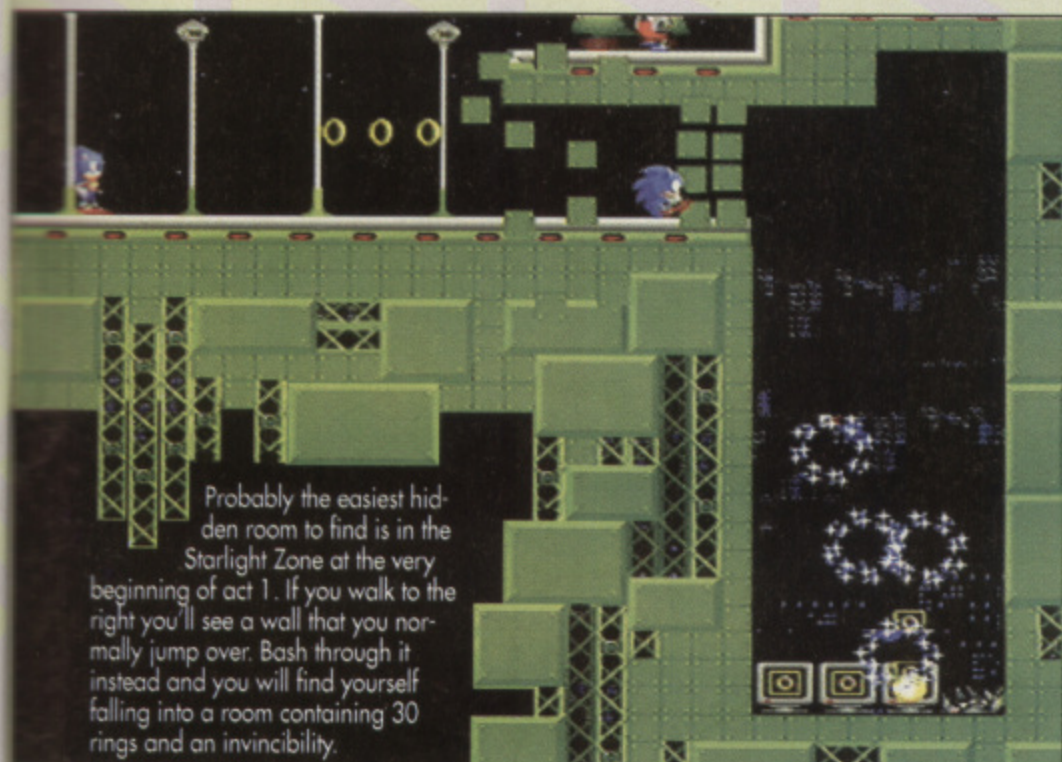 Probably the easiest hid-
den room to find is in the
Starlight Zone at the very
beginning of act 1. If you walk to the
right you'll see a wall that you nor-
mally jump over. Bash through it
instead and you will find yourself
falling into a room containing 30
rings and an invincibility.